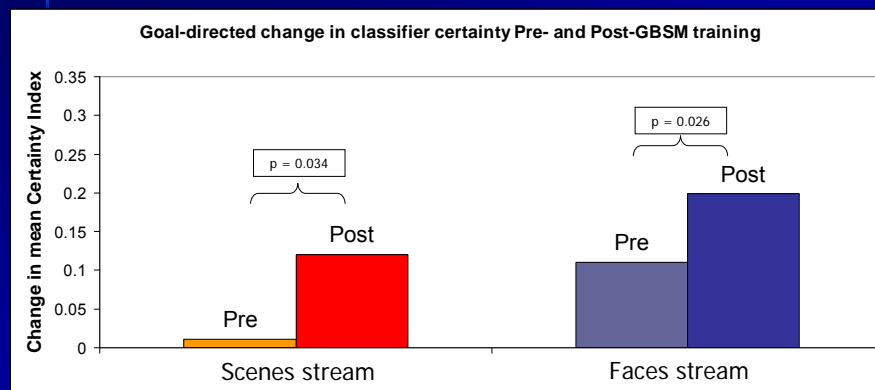 Goal-directed change in classifier certainty Pre- and Post-GBSM training
Change in mean Certainty Index
0.35
0.3
0.25
0.2
0.15
0.1
0.05
0
p = 0.034
p = 0.026
Pre
Post
Pre
Post
Scenes stream
Faces stream